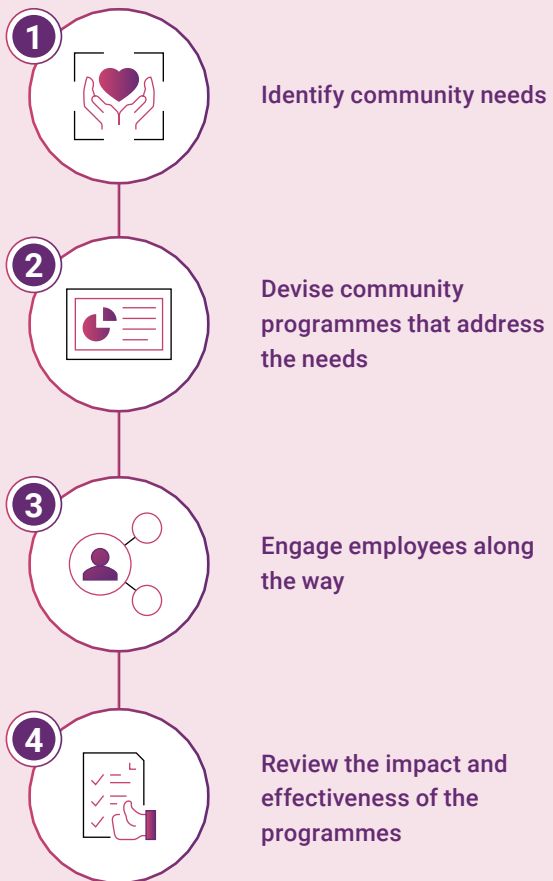 1
Identify community needs
2
Devise community
programmes that address
the needs
3
Engage employees along
the way
4
Review the impact and
effectiveness of the
programmes